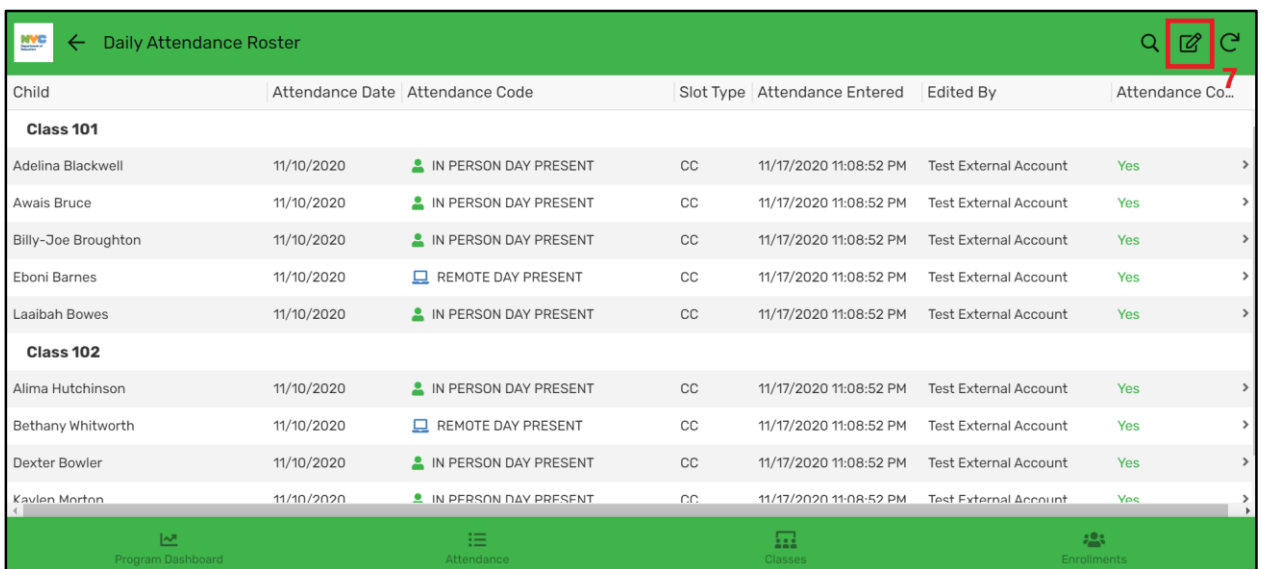 NYC
Department of
Education
Daily Attendance Roster
7
Child Attendance Date Attendance Code Slot Type Attendance Entered Edited By Attendance Co...
Class 101
Adelina Blackwell 11/10/2020 IN PERSON DAY PRESENT CC 11/17/2020 11:08:52 PM Test External Account Yes
Awais Bruce 11/10/2020 IN PERSON DAY PRESENT CC 11/17/2020 11:08:52 PM Test External Account Yes
Billy-Joe Broughton 11/10/2020 IN PERSON DAY PRESENT CC 11/17/2020 11:08:52 PM Test External Account Yes
Eboni Barnes 11/10/2020 REMOTE DAY PRESENT CC 11/17/2020 11:08:52 PM Test External Account Yes
Laaibah Bowes 11/10/2020 IN PERSON DAY PRESENT CC 11/17/2020 11:08:52 PM Test External Account Yes
Class 102
Alima Hutchinson 11/10/2020 IN PERSON DAY PRESENT CC 11/17/2020 11:08:52 PM Test External Account Yes
Bethany Whitworth 11/10/2020 REMOTE DAY PRESENT CC 11/17/2020 11:08:52 PM Test External Account Yes
Dexter Bowler 11/10/2020 IN PERSON DAY PRESENT CC 11/17/2020 11:08:52 PM Test External Account Yes
Kaylen Morton 11/10/2020 IN PERSON DAY PRESENT CC 11/17/2020 11:08:52 PM Test External Account Yes
Program Dashboard Attendance Classes Enrollments